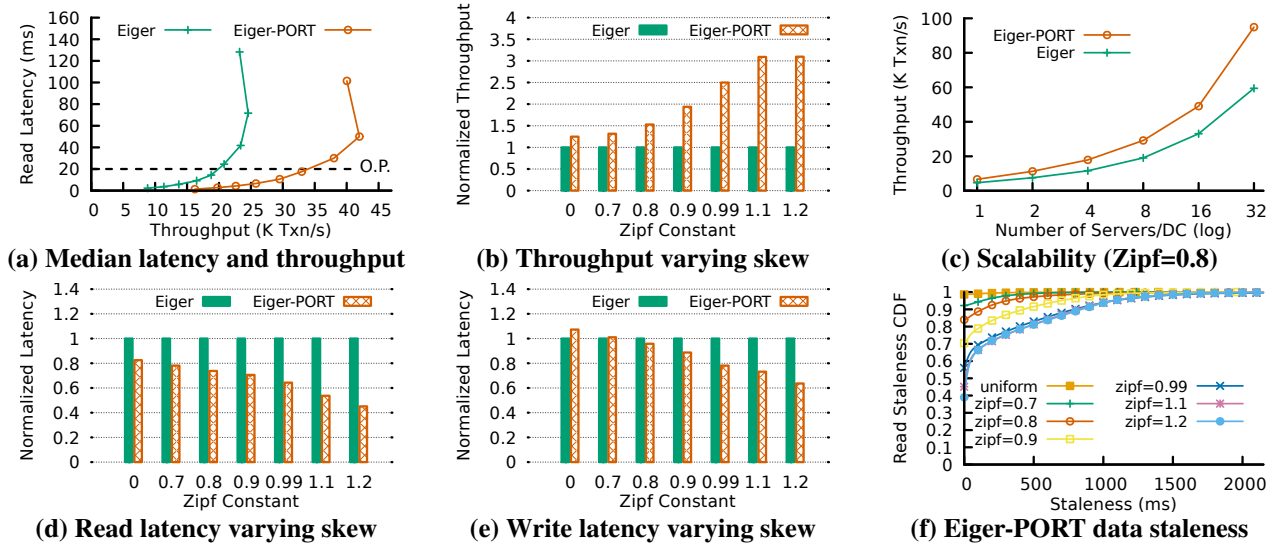 160
140
120
100
80
60
40
20
0
Read Latency (ms)
Eiger
Eiger-PORT
O.P.
0 5 10 15 20 25 30 35 40 45
Throughput (K Txn/s)
(a) Median latency and throughput
4
3.5
3
2.5
2
1.5
1
0.5
0
Normalized Throughput
Eiger
Eiger-PORT
0 0.7 0.8 0.9 0.99 1.1 1.2
Zipf Constant
(b) Throughput varying skew
100
80
60
40
20
0
Throughput (K Txn/s)
Eiger-PORT
Eiger
1 2 4 8 16 32
Number of Servers/DC (log)
(c) Scalability (Zipf=0.8)
1.4
1.2
1
0.8
0.6
0.4
0.2
0
Normalized Latency
Eiger
Eiger-PORT
0 0.7 0.8 0.9 0.99 1.1 1.2
Zipf Constant
(d) Read latency varying skew
1.4
1.2
1
0.8
0.6
0.4
0.2
0
Normalized Latency
Eiger
Eiger-PORT
0 0.7 0.8 0.9 0.99 1.1 1.2
Zipf Constant
(e) Write latency varying skew
1
0.9
0.8
0.7
0.6
0.5
0.4
0.3
0.2
0.1
0
Read Staleness CDF
uniform
zipf=0.7
zipf=0.8
zipf=0.9
zipf=0.99
zipf=1.1
zipf=1.2
0 500 1000 1500 2000
Staleness (ms)
(f) Eiger-PORT data staleness